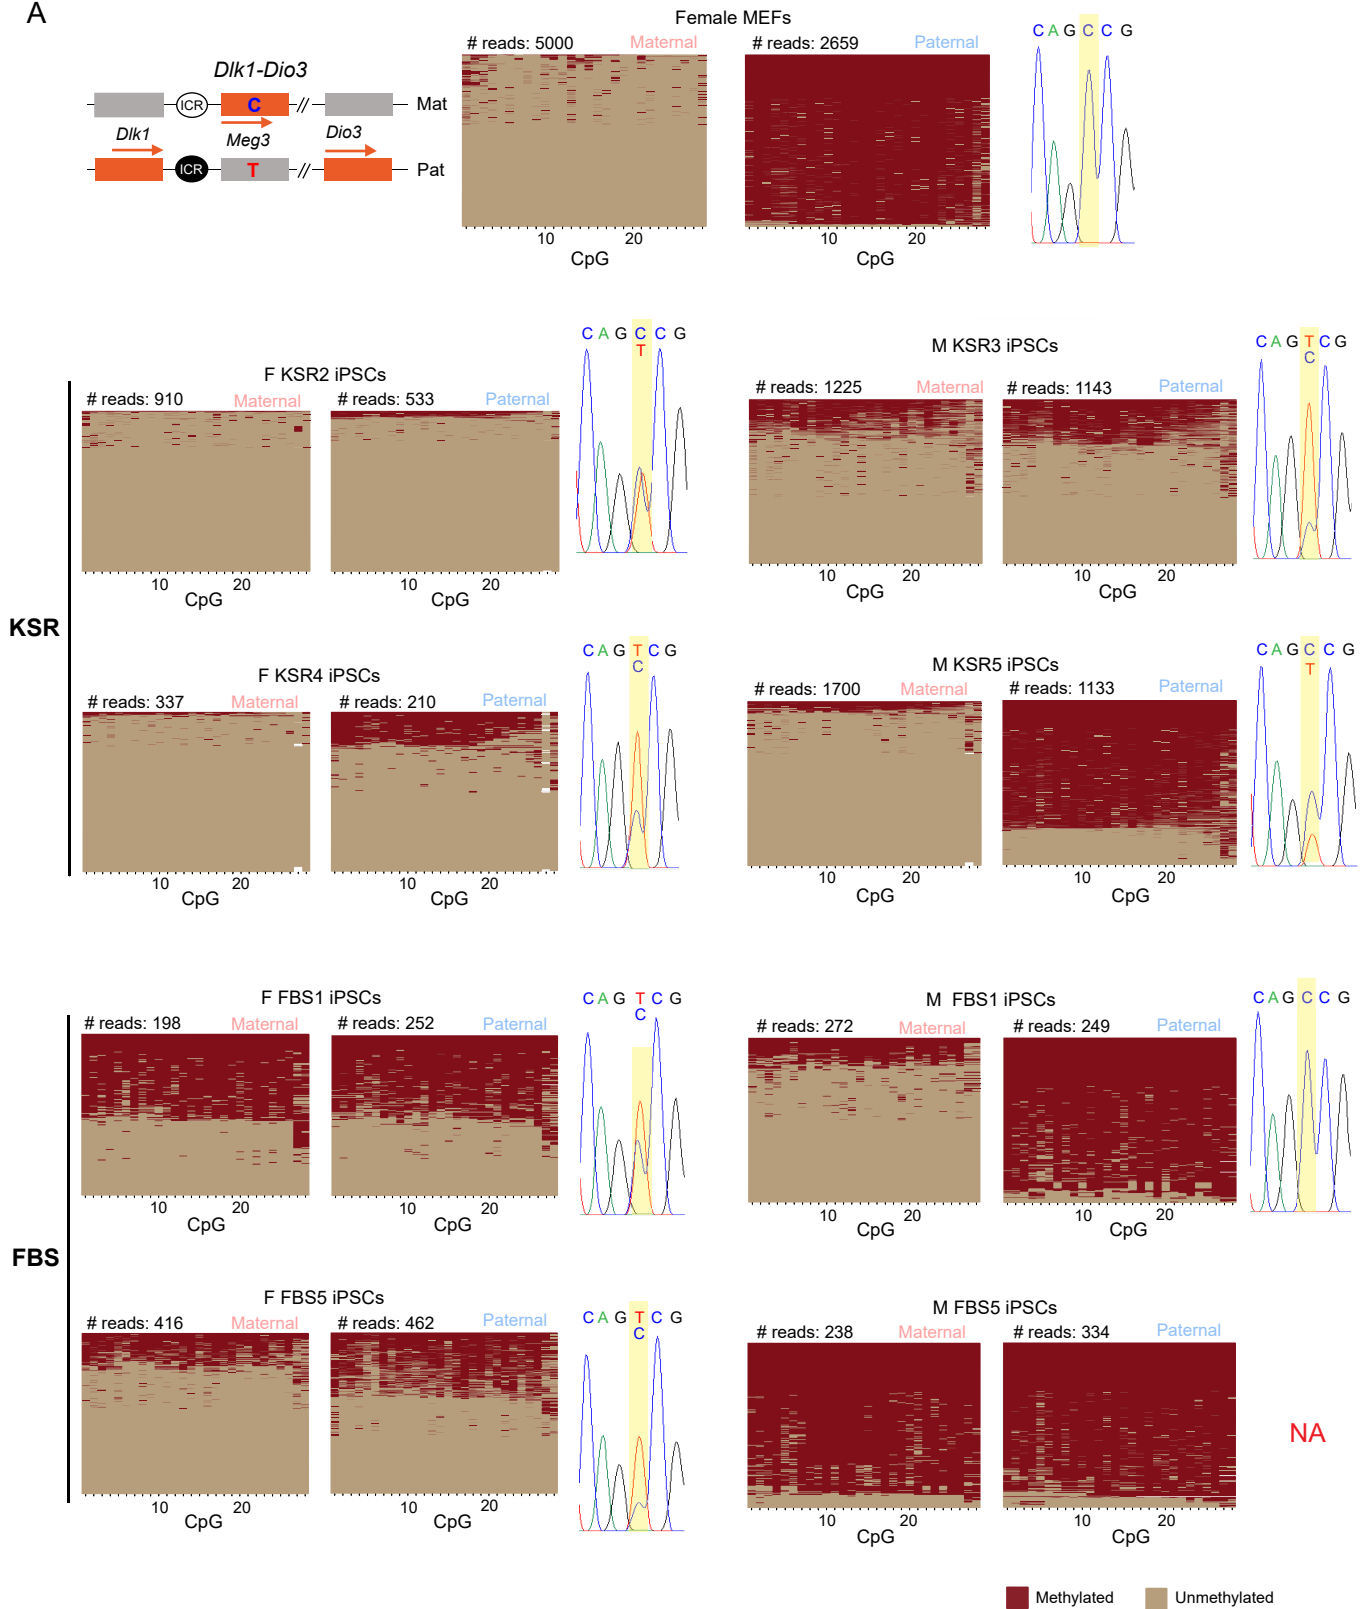 A
Female MEFs
# reads: 5000 Maternal
# reads: 2659 Paternal
C A G C C G
Dlk1-Dio3
ICR C // Mat
Dlk1 Meg3 Dio3
ICR T // Pat
10 20
CpG
10 20
CpG
KSR
F KSR2 iPSCs
# reads: 910 Maternal
# reads: 533 Paternal
C A G C C G
T
10 20
CpG
10 20
CpG
M KSR3 iPSCs
# reads: 1225 Maternal
# reads: 1143 Paternal
C A G T C G
C
10 20
CpG
10 20
CpG
F KSR4 iPSCs
# reads: 337 Maternal
# reads: 210 Paternal
C A G T C G
C
10 20
CpG
10 20
CpG
M KSR5 iPSCs
# reads: 1700 Maternal
# reads: 1133 Paternal
C A G C C G
T
10 20
CpG
10 20
CpG
FBS
F FBS1 iPSCs
# reads: 198 Maternal
# reads: 252 Paternal
C A G T C G
C
10 20
CpG
10 20
CpG
M FBS1 iPSCs
# reads: 272 Maternal
# reads: 249 Paternal
C A G C C G
10 20
CpG
10 20
CpG
F FBS5 iPSCs
# reads: 416 Maternal
# reads: 462 Paternal
C A G T C G
C
10 20
CpG
10 20
CpG
M FBS5 iPSCs
# reads: 238 Maternal
# reads: 334 Paternal
NA
10 20
CpG
10 20
CpG
Methylated Unmethylated